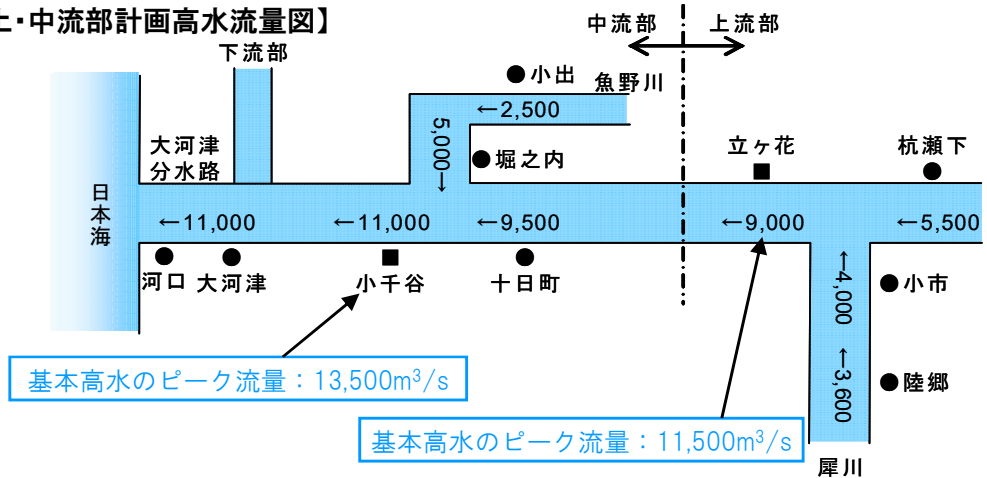 上・中流部計画高水流量図】
中流部 上流部
下流部
小出 魚野川
←2,500
大河津
分水路
5,000→
堀之内
立ヶ花 杭瀬下
日本海
←11,000 ←11,000 ←9,500 ←9,000 ←5,500
河口 大河津 小千谷 十日町
←4,000
小市
基本高水のピーク流量：13,500m³/s
←3,600
陸郷
基本高水のピーク流量：11,500m³/s
犀川